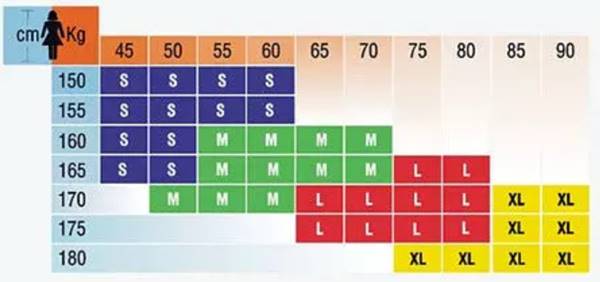 cm Kg 45 50 55 60 65 70 75 80 85 90
150 S S S S
155 S S S S
160 S S M M M M
165 S S M M M M L L
170 M M M L L L L XL XL
175 L L L L XL XL
180 XL XL XL XL